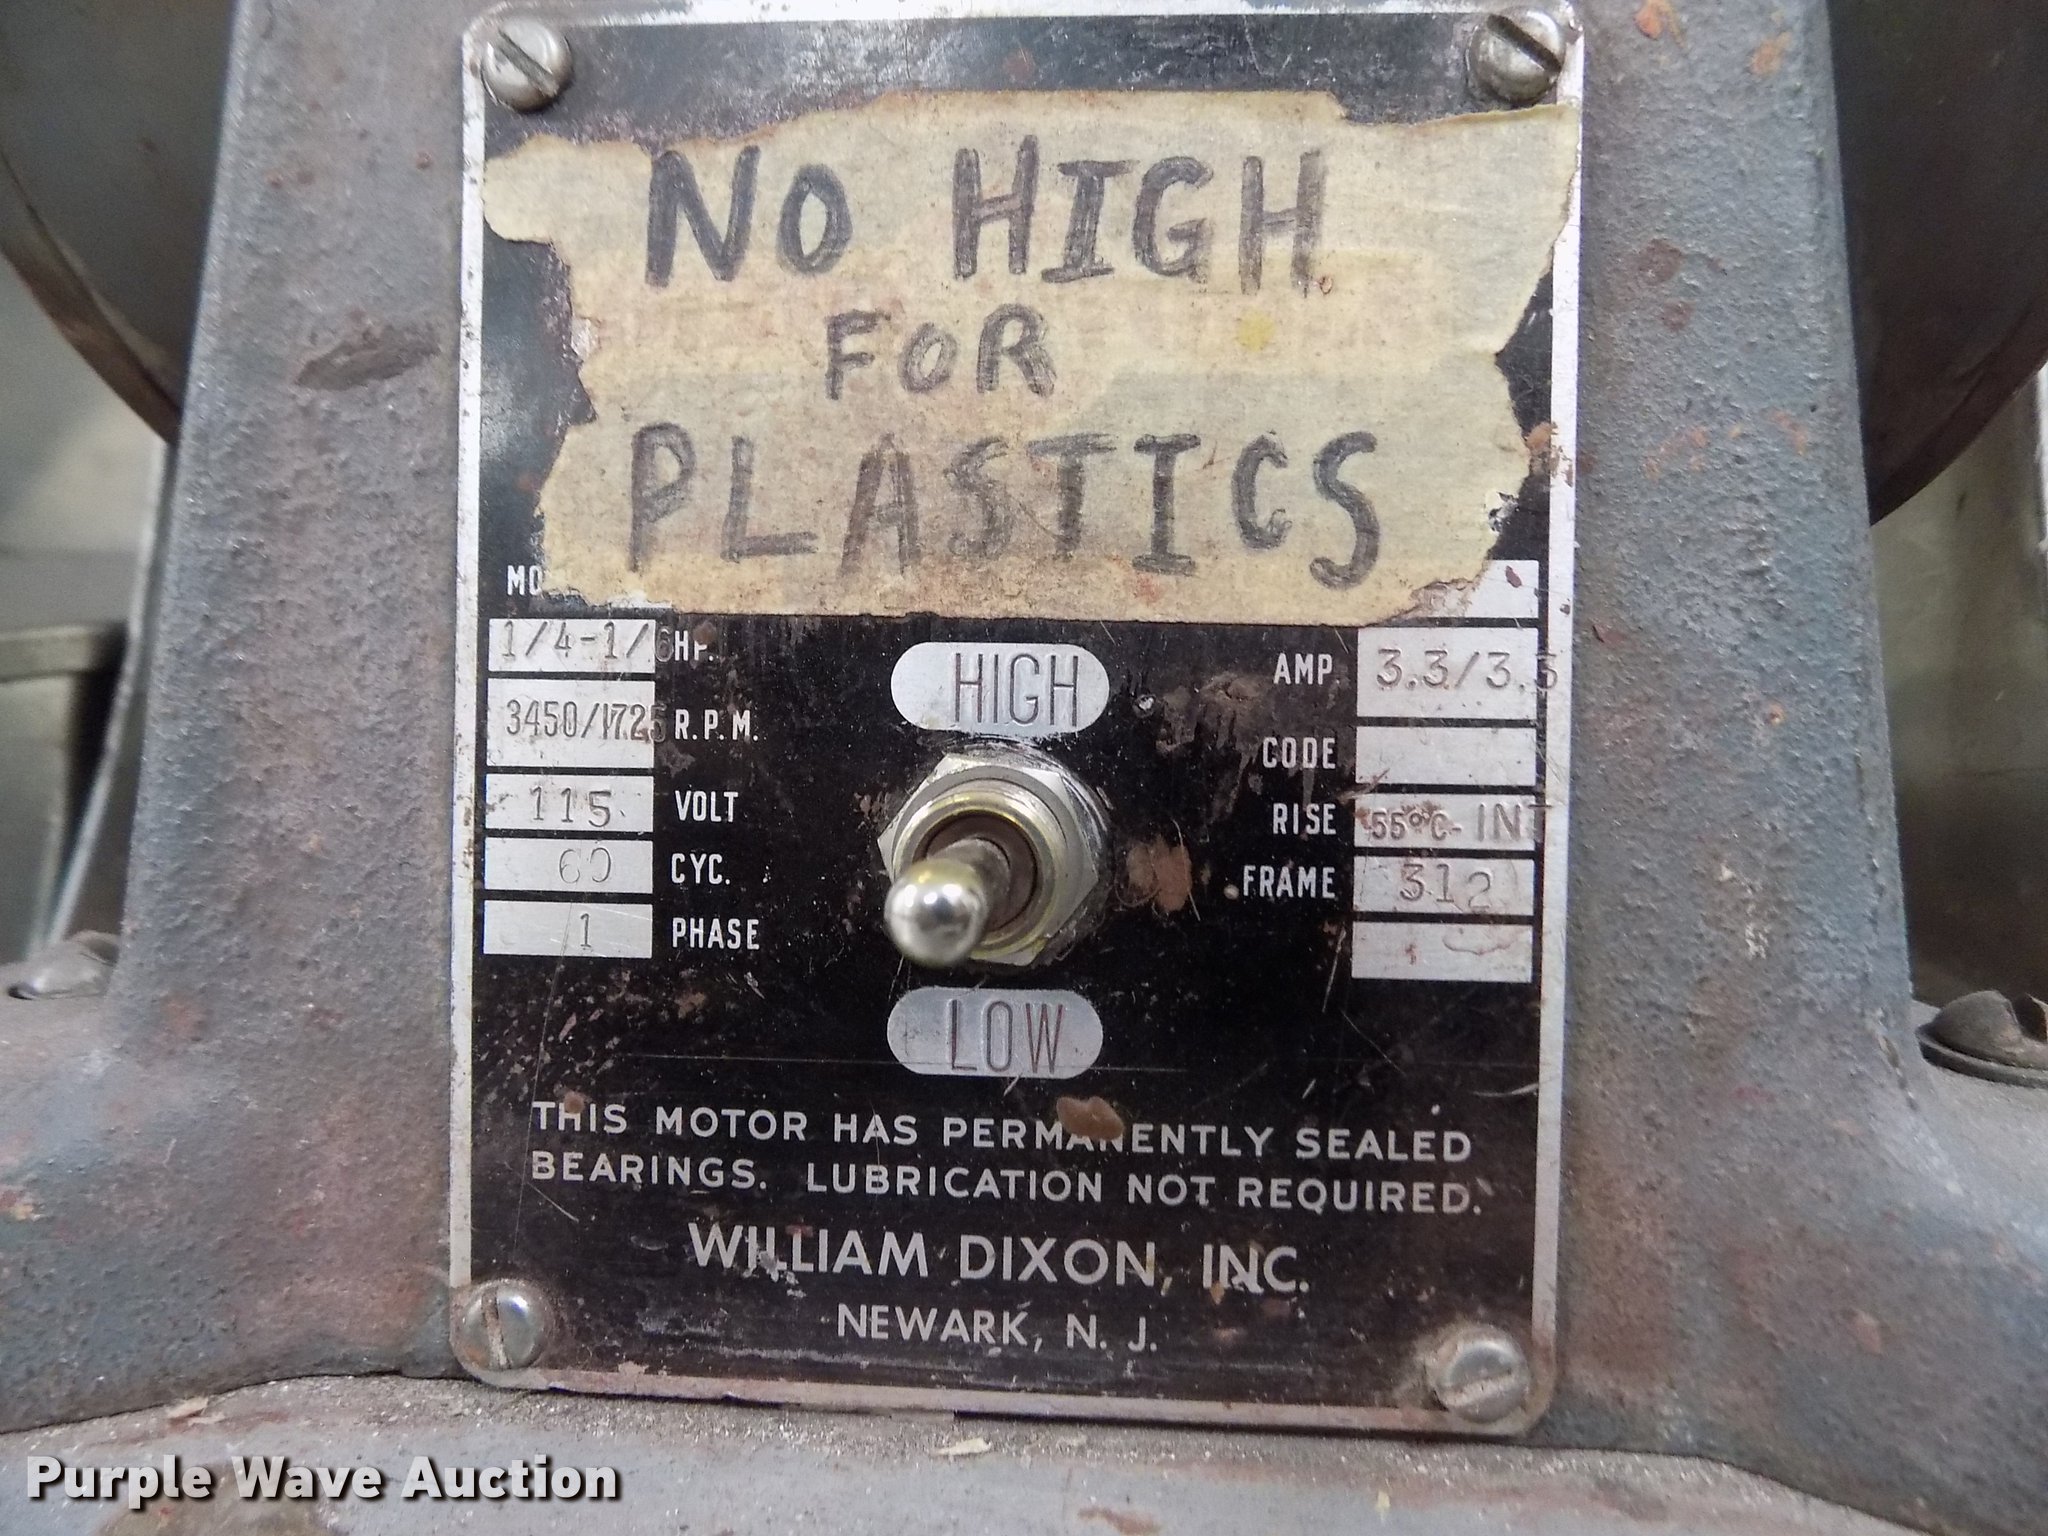 NO HIGH
FOR
PLASTICS
1/4-1/6 HP.
3450/1725 R.P.M.
115 VOLT
60 CYC.
1 PHASE
HIGH
LOW
AMP. 3.3/3.3
CODE
RISE 55°C-INT
FRAME 312
THIS MOTOR HAS PERMANENTLY SEALED
BEARINGS. LUBRICATION NOT REQUIRED.
WILLIAM DIXON, INC.
NEWARK, N. J.
Purple Wave Auction